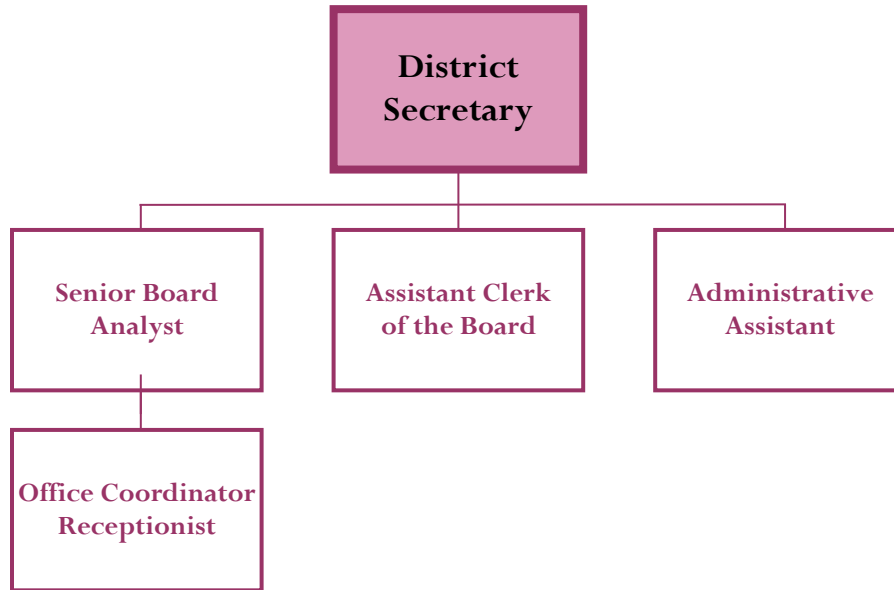 District
Secretary
Senior Board
Analyst
Assistant Clerk
of the Board
Administrative
Assistant
Office Coordinator
Receptionist